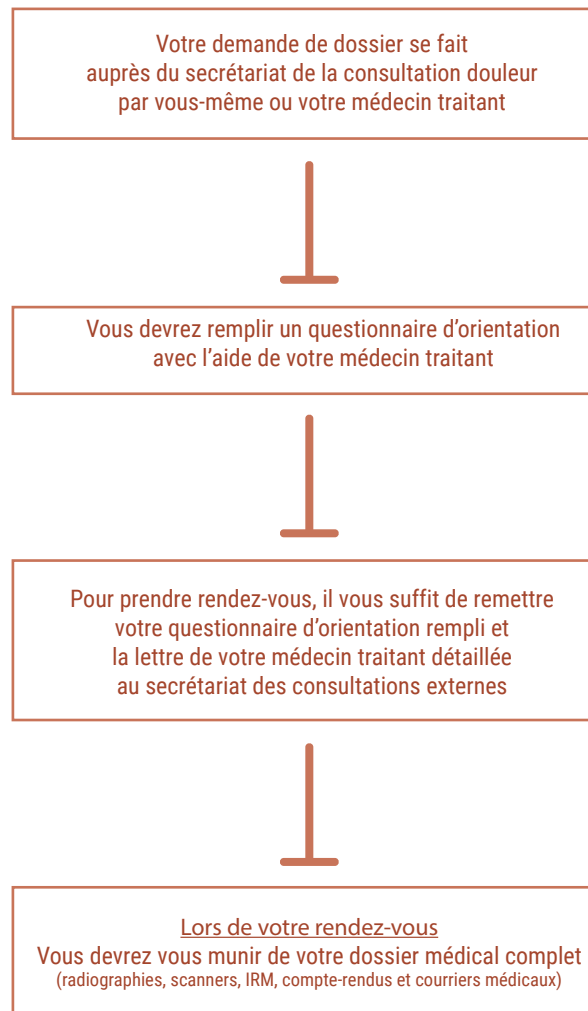 Votre demande de dossier se fait
auprès du secrétariat de la consultation douleur
par vous-même ou votre médecin traitant
Vous devrez remplir un questionnaire d’orientation
avec l’aide de votre médecin traitant
Pour prendre rendez-vous, il vous suffit de remettre
votre questionnaire d’orientation rempli et
la lettre de votre médecin traitant détaillée
au secrétariat des consultations externes
Lors de votre rendez-vous
Vous devrez vous munir de votre dossier médical complet
(radiographies, scanners, IRM, compte-rendus et courriers médicaux)